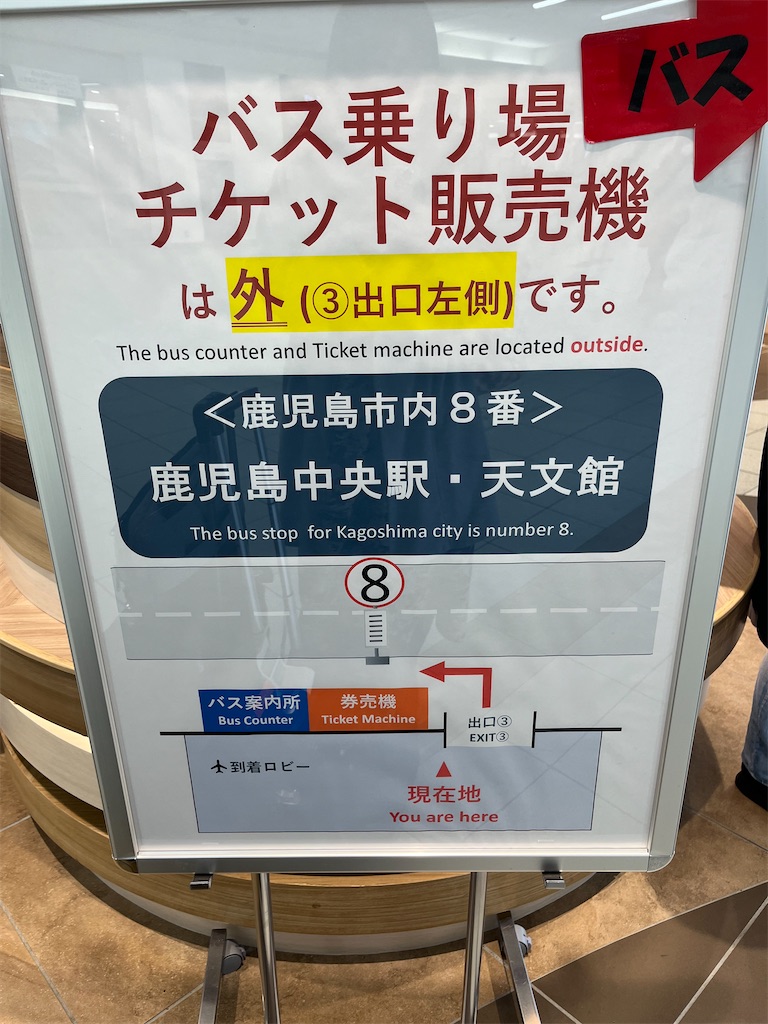 バス
バス乗り場
チケット販売機
は 外 (③出口左側)です。
The bus counter and Ticket machine are located outside.
＜鹿児島市内８番＞
鹿児島中央駅・天文館
The bus stop for Kagoshima city is number 8.
8
バス案内所
Bus Counter
券売機
Ticket Machine
出口③
EXIT③
到着ロビー
現在地
You are here